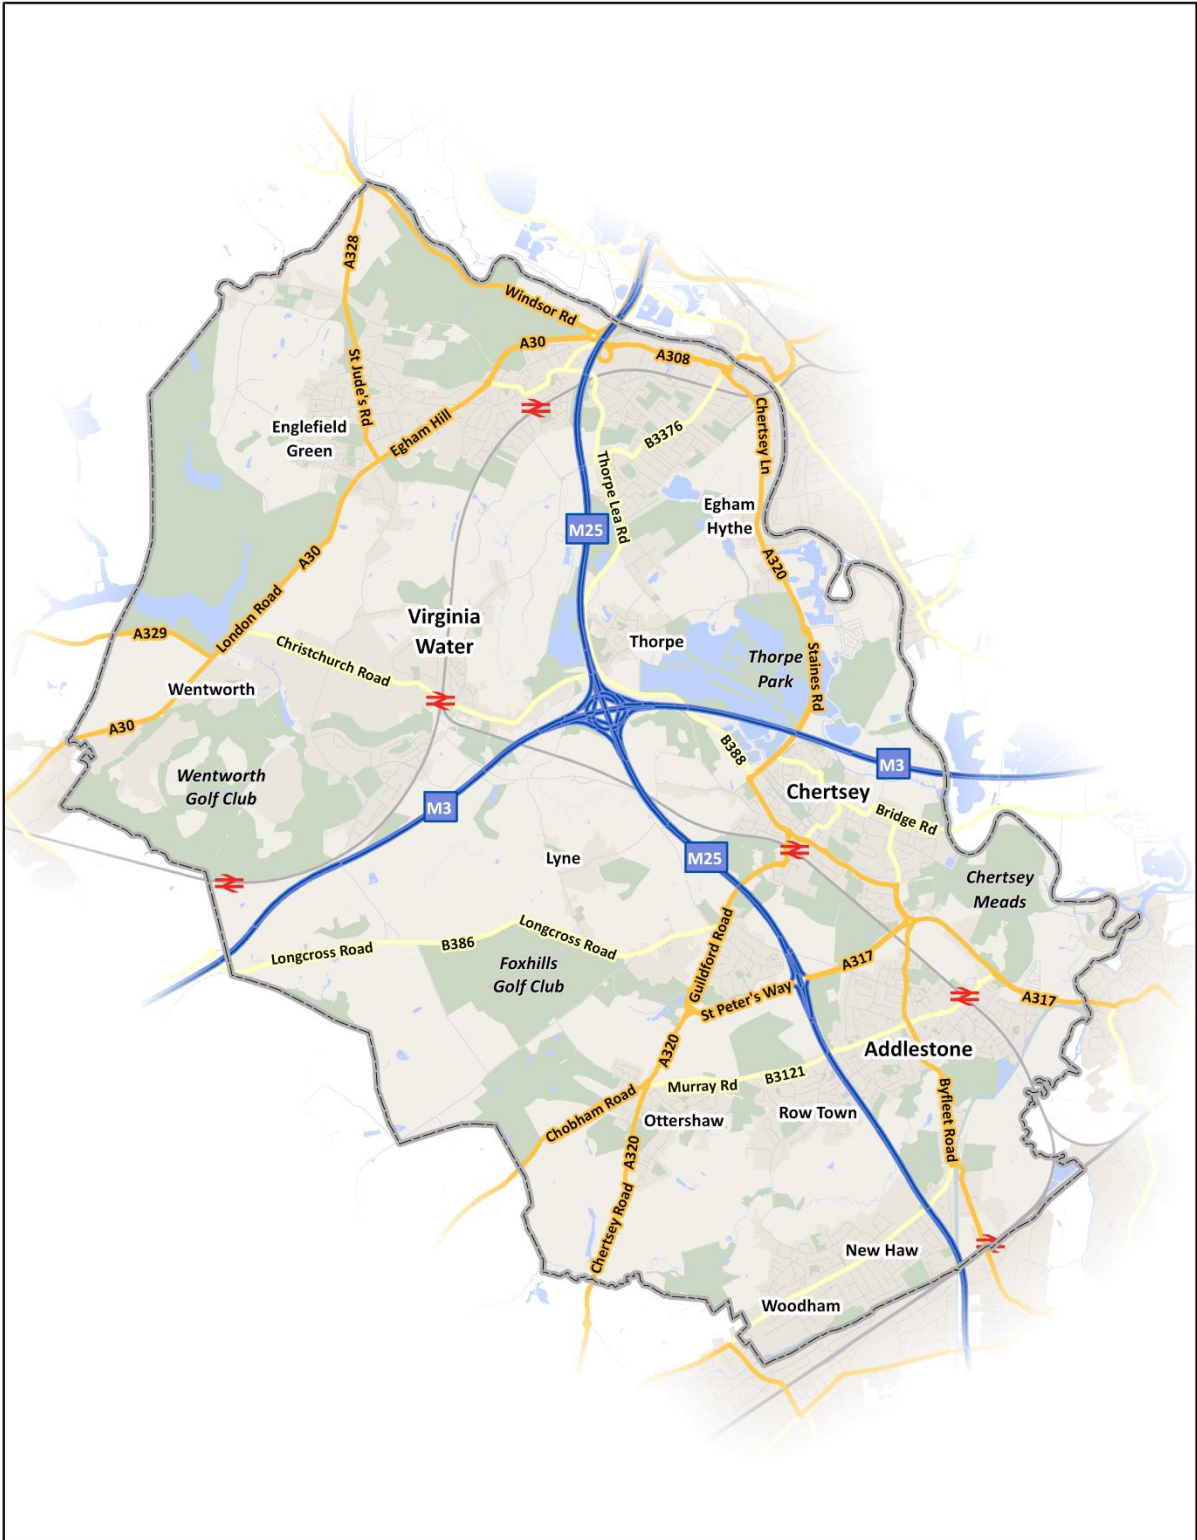 A328
Windsor Rd
A30
A308
St Jude's Rd
Englefield
Green
Egham Hill
Chertsey Ln
B3376
Thorpe Lea Rd
Egham
Hythe
M25
A30
A320
London Road
Virginia
Water
A329
Christchurch Road
Thorpe
Thorpe
Park
Staines Rd
Wentworth
A30
Wentworth
Golf Club
B388
M3
Chertsey
M3
Bridge Rd
Lyne
M25
Chertsey
Meads
Longcross Road
B386
Longcross Road
Guildford Road
Foxhills
Golf Club
A317
St Peter's Way
A317
A320
Addlestone
Murray Rd
B3121
Chobham Road
Ottershaw
Row Town
Byfleet Road
A320
Chertsey Road
New Haw
Woodham